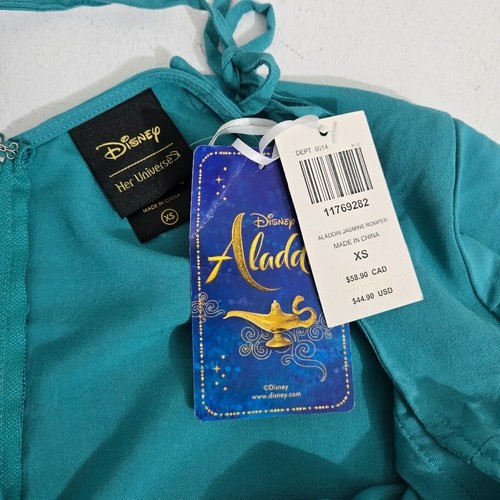 Disney
Her Universe
MADE IN CHINA
XS
Disney
Aladd
©Disney
www.disney.com
DEPT 0014
11769282
ALADDIN JASMINE ROMPER
MADE IN CHINA
XS
$58.90 CAD
$44.90 USD